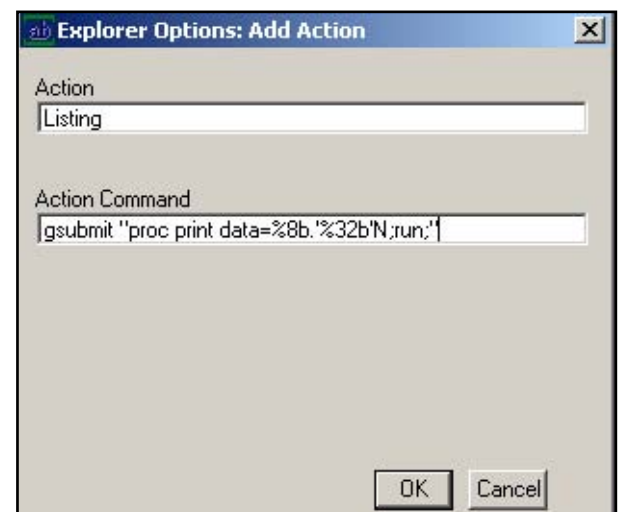 Explorer Options: Add Action
Action
Listing
Action Command
gsubmit "proc print data=%8b.'%32b'N;run;"
OK Cancel